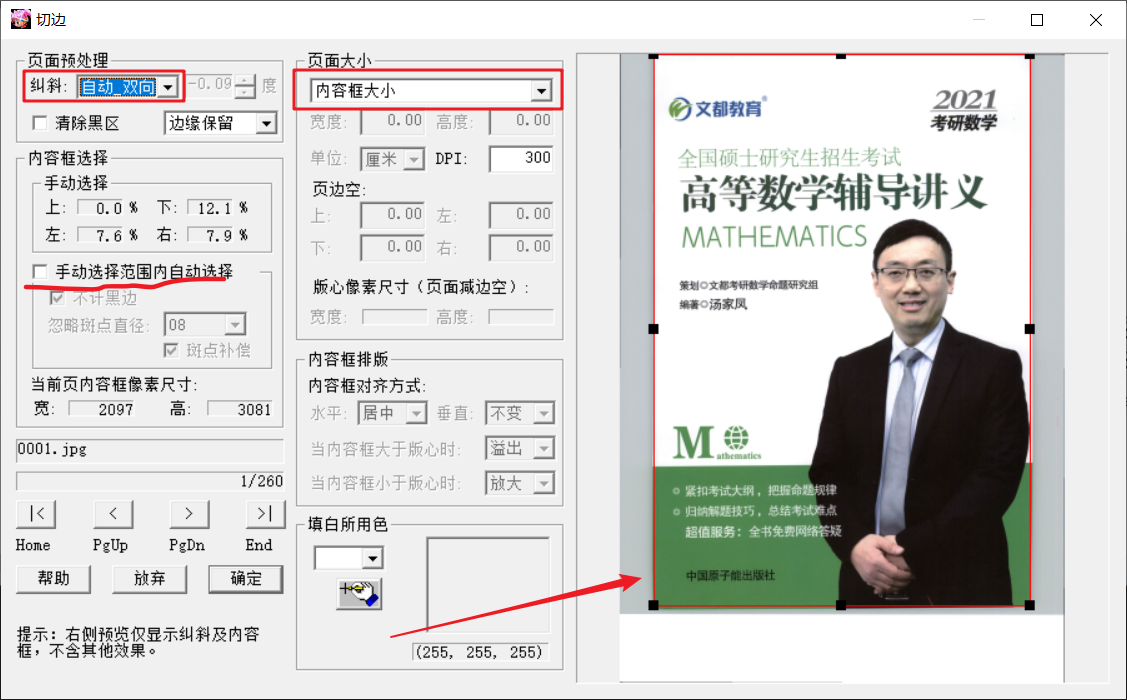 切边
页面预处理
纠斜: 自动_双向 -0.09 度
清除黑区 边缘保留
内容框选择
手动选择
上: 0.0 % 下: 12.1 %
左: 7.6 % 右: 7.9 %
手动选择范围内自动选择
不计黑边
忽略斑点直径: 08
斑点补偿
当前页内容框像素尺寸:
宽: 2097 高: 3081
0001.jpg
1/260
|< < > >|
Home PgUp PgDn End
帮助 放弃 确定
提示: 右侧预览仅显示纠斜及内容
框，不含其他效果。
页面大小
内容框大小
宽度: 0.00 高度: 0.00
单位: 厘米 DPI: 300
页边空:
上: 0.00 左: 0.00
下: 0.00 右: 0.00
版心像素尺寸（页面减边空）:
宽度: 高度:
内容框排版
内容框对齐方式:
水平: 居中 垂直: 不变
当内容框大于版心时: 溢出
当内容框小于版心时: 放大
填白所用色
(255, 255, 255)
文都教育®
2021
考研数学
全国硕士研究生招生考试
高等数学辅导讲义
MATHEMATICS
策划○文都考研数学命题研究组
编著○汤家凤
M
athematics
紧扣考试大纲，把握命题规律
归纳解题技巧，总结考试难点
超值服务：全书免费网络答疑
中国原子能出版社